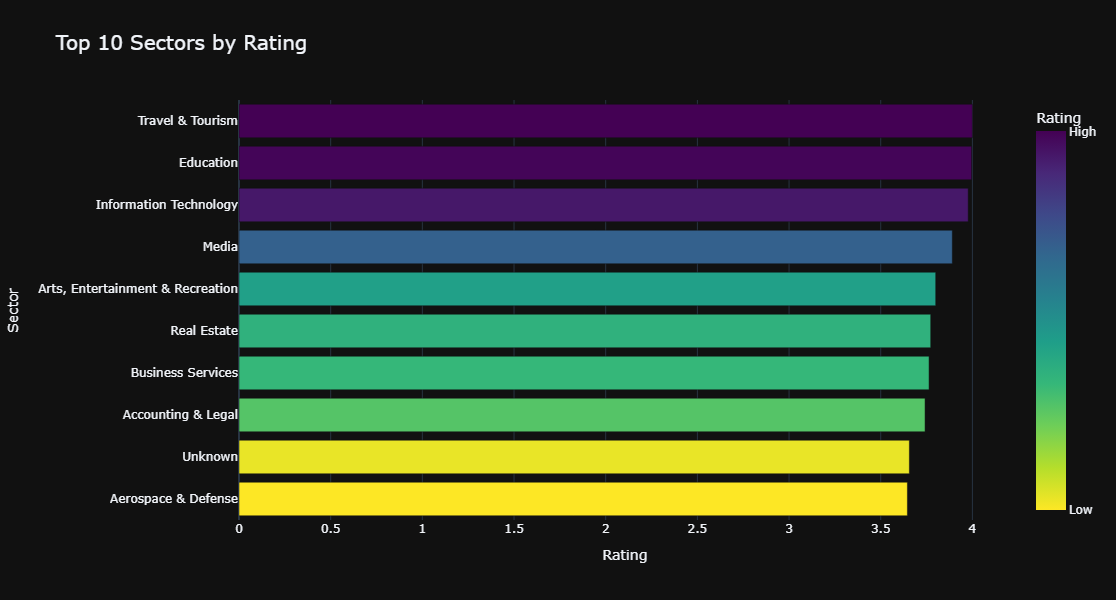 Top 10 Sectors by Rating
Rating
High
Low
Sector
Travel & Tourism
Education
Information Technology
Media
Arts, Entertainment & Recreation
Real Estate
Business Services
Accounting & Legal
Unknown
Aerospace & Defense
0 0.5 1 1.5 2 2.5 3 3.5 4
Rating